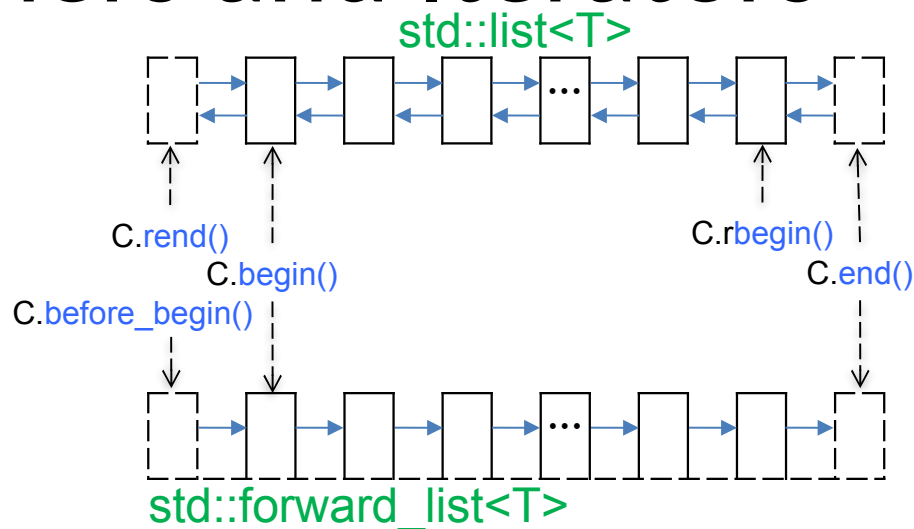 std::list<T>
...
C.rend()
C.rbegin()
C.begin()
C.end()
C.before_begin()
...
std::forward_list<T>